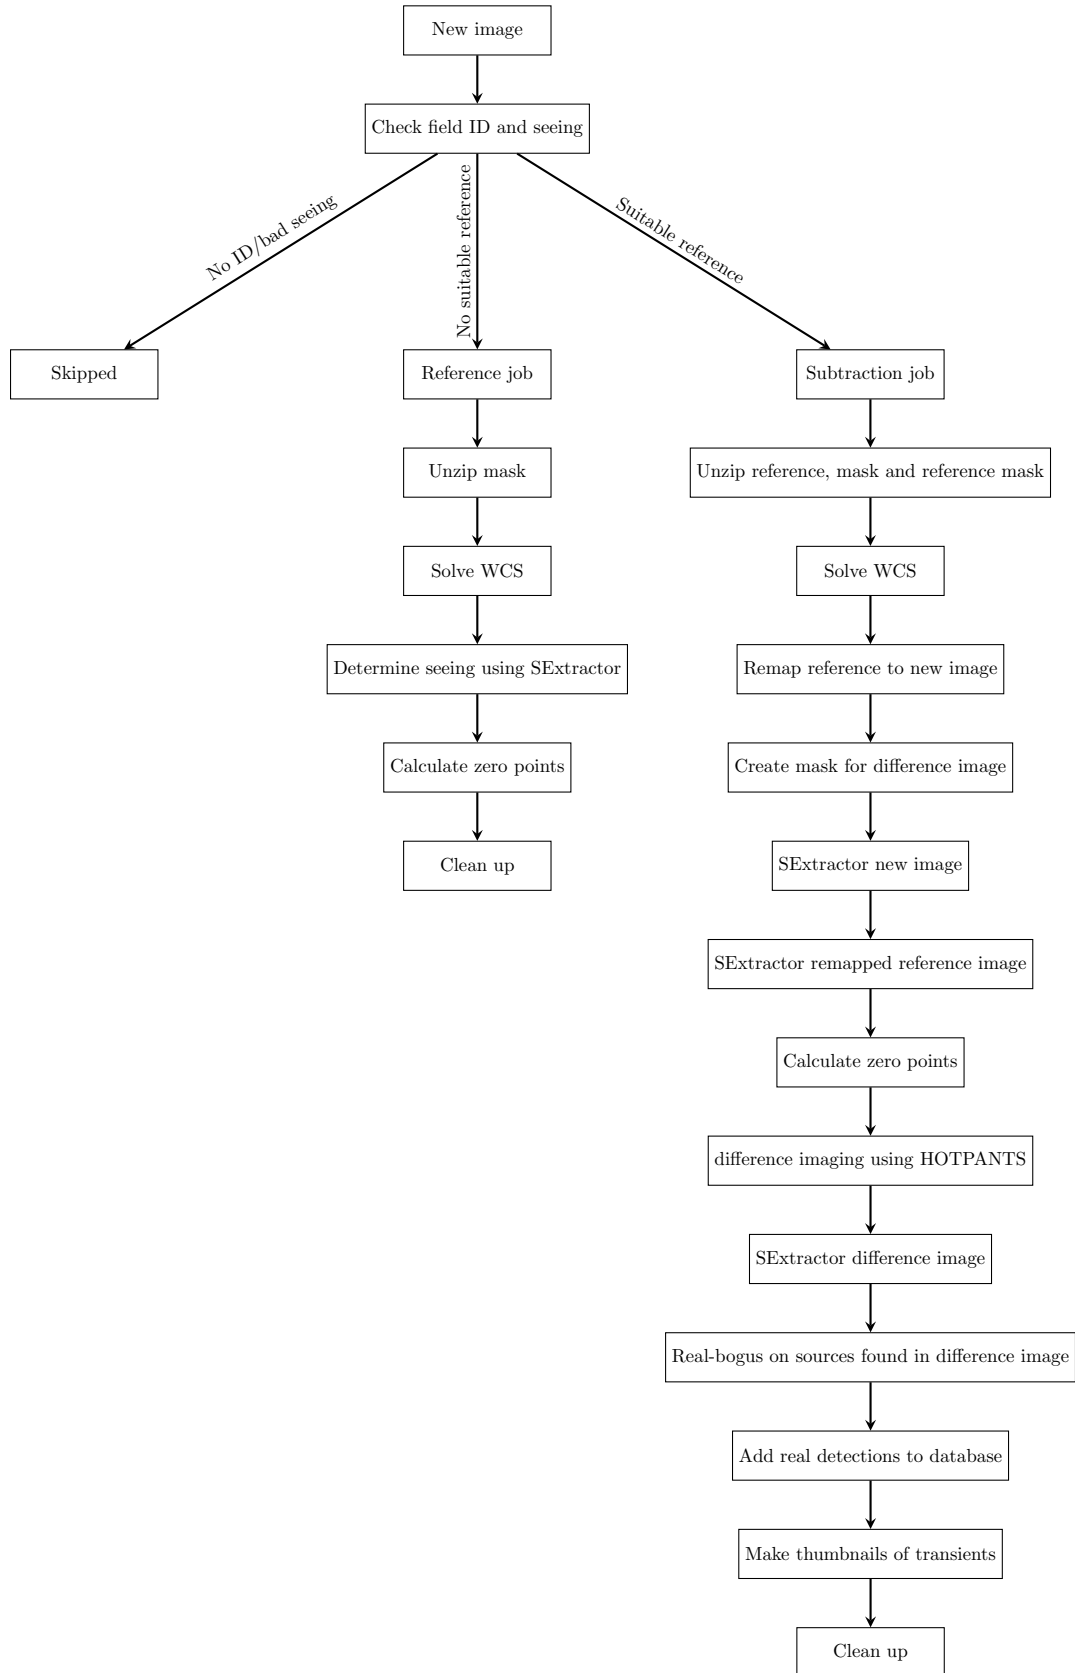 New image
Check field ID and seeing
No ID/bad seeing
No suitable reference
Suitable reference
Skipped
Reference job
Subtraction job
Unzip mask
Unzip reference, mask and reference mask
Solve WCS
Solve WCS
Determine seeing using SExtractor
Remap reference to new image
Calculate zero points
Create mask for difference image
Clean up
SExtractor new image
SExtractor remapped reference image
Calculate zero points
difference imaging using HOTPANTS
SExtractor difference image
Real-bogus on sources found in difference image
Add real detections to database
Make thumbnails of transients
Clean up